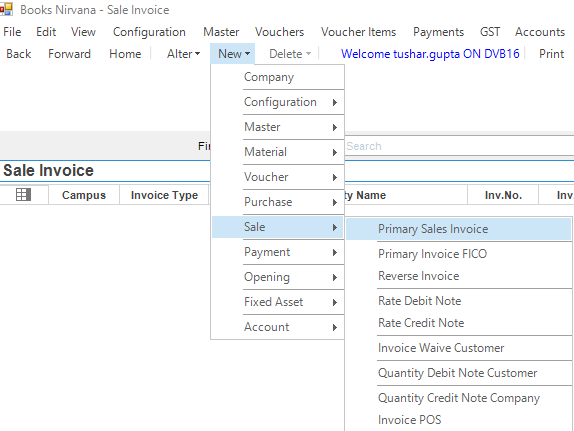 Books Nirvana - Sale Invoice
File Edit View Configuration Master Vouchers Voucher Items Payments GST Accounts
Back Forward Home Alter New Delete Welcome tushar.gupta ON DVB16 Print
Company
Configuration
Master
Fin Search
Material
Sale Invoice
Voucher
Campus Invoice Type ty Name Inv.No. Inv
Purchase
Sale
Primary Sales Invoice
Payment
Primary Invoice FICO
Opening
Reverse Invoice
Fixed Asset
Rate Debit Note
Account
Rate Credit Note
Invoice Waive Customer
Quantity Debit Note Customer
Quantity Credit Note Company
Invoice POS